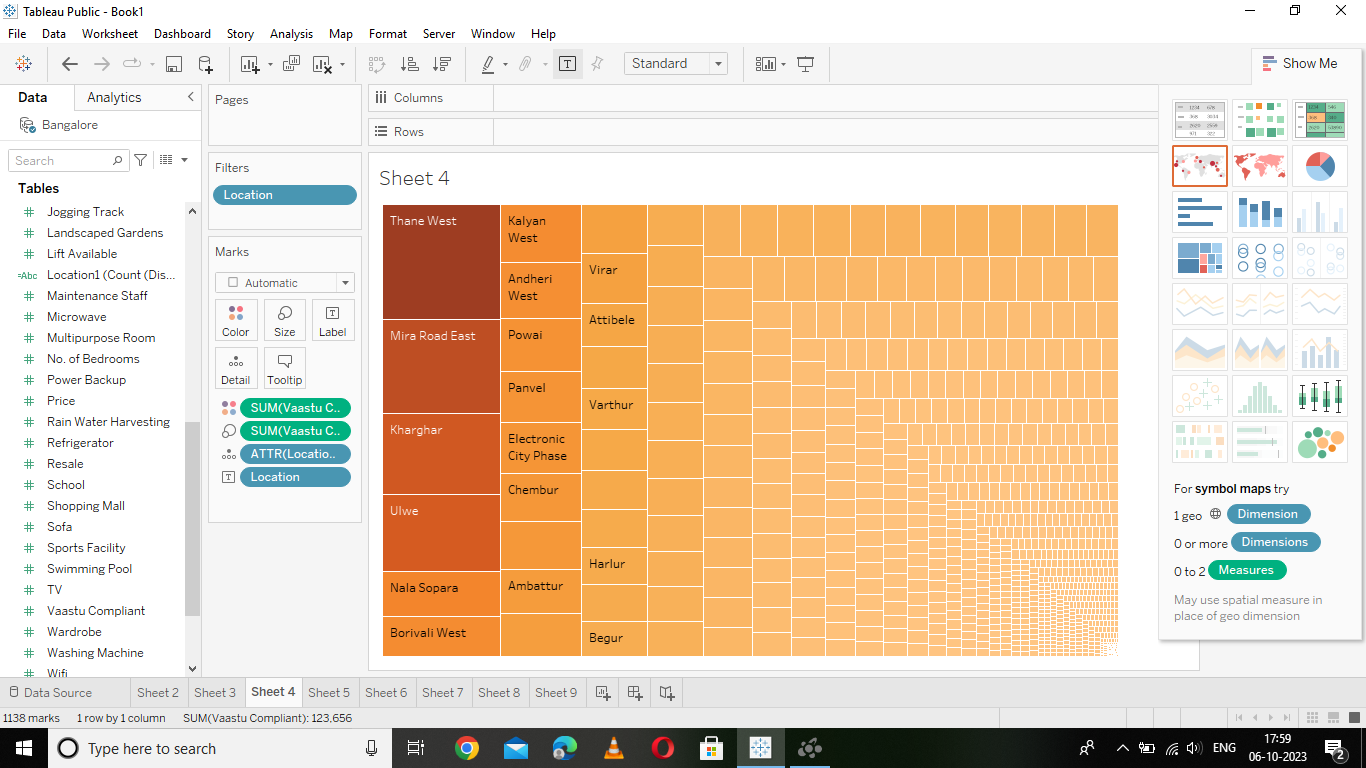 Tableau Public - Book1
File Data Worksheet Dashboard Story Analysis Map Format Server Window Help
Standard
Show Me
Data Analytics
Bangalore
Search
Tables
Jogging Track
Landscaped Gardens
Lift Available
=Abc Location1 (Count (Dis...
Maintenance Staff
Microwave
Multipurpose Room
No. of Bedrooms
Power Backup
Price
Rain Water Harvesting
Refrigerator
Resale
School
Shopping Mall
Sofa
Sports Facility
Swimming Pool
TV
Vaastu Compliant
Wardrobe
Washing Machine
Wifi
Pages
Filters
Location
Marks
Automatic
Color Size Label
Detail Tooltip
SUM(Vaastu C..
SUM(Vaastu C..
ATTR(Locatio..
Location
Columns
Rows
Sheet 4
Thane West
Mira Road East
Kharghar
Ulwe
Nala Sopara
Borivali West
Kalyan
West
Andheri
West
Powai
Panvel
Electronic
City Phase
Chembur
Ambattur
Virar
Attibele
Varthur
Harlur
Begur
For symbol maps try
1 geo Dimension
0 or more Dimensions
0 to 2 Measures
May use spatial measure in
place of geo dimension
Data Source Sheet 2 Sheet 3 Sheet 4 Sheet 5 Sheet 6 Sheet 7 Sheet 8 Sheet 9
1138 marks 1 row by 1 column SUM(Vaastu Compliant): 123,656
Type here to search
ENG
17:59
06-10-2023
2